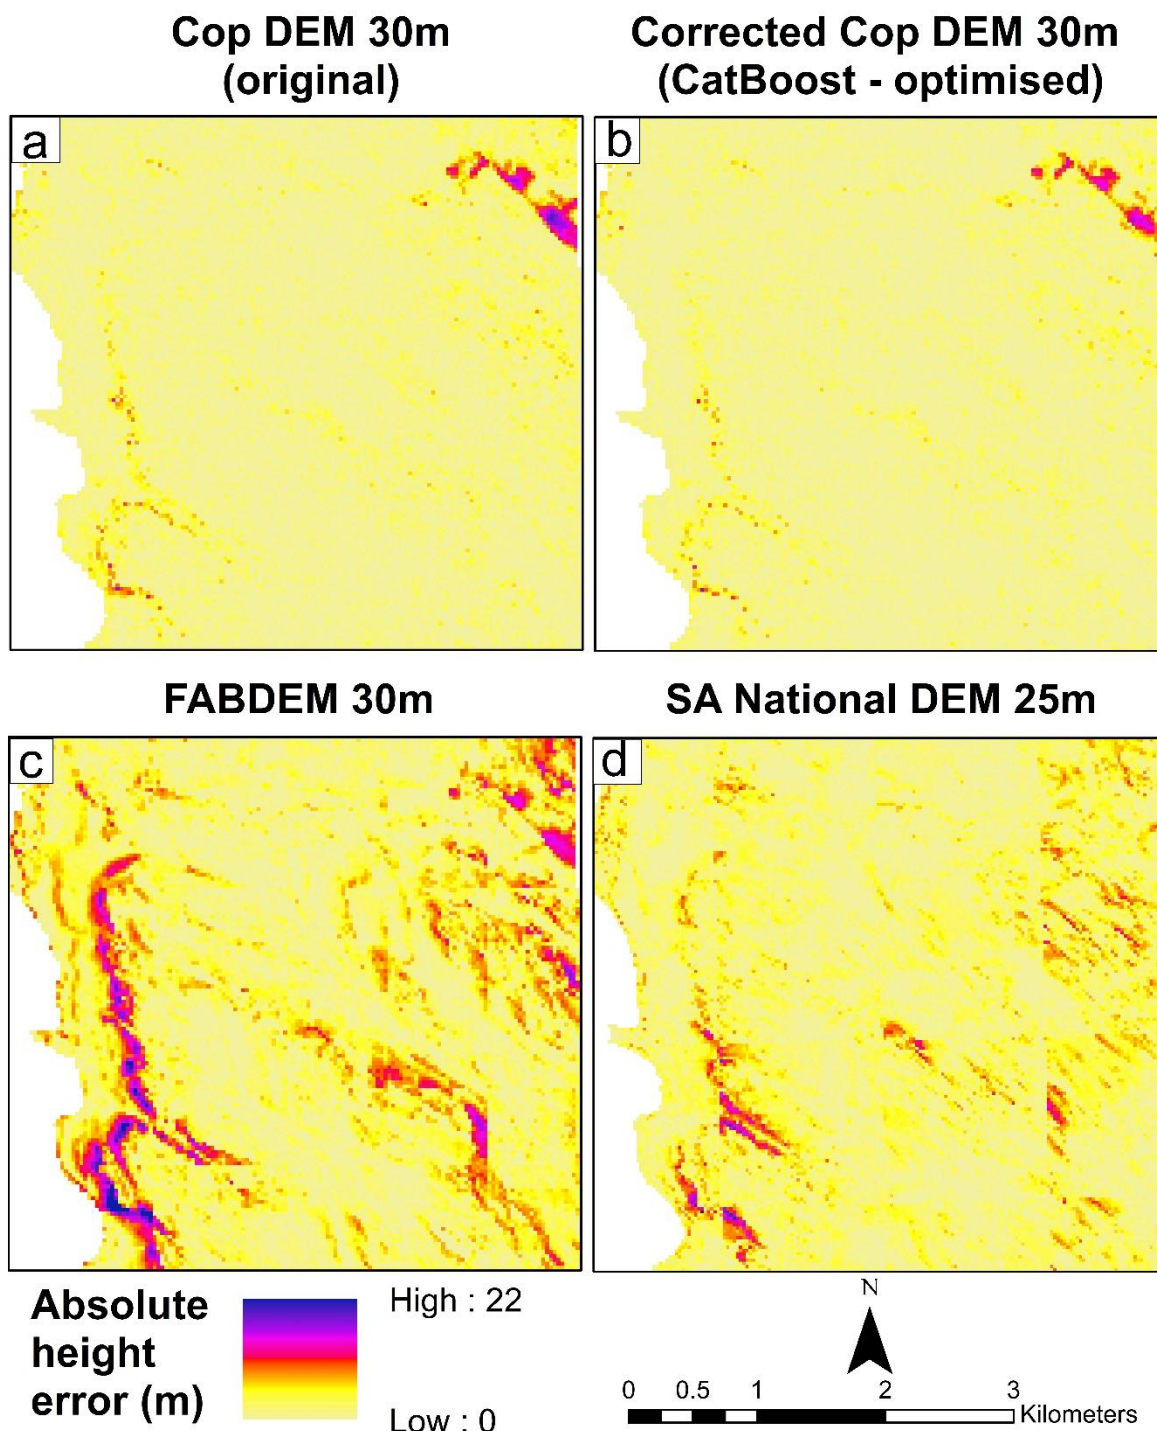 Cop DEM 30m
(original)
Corrected Cop DEM 30m
(CatBoost - optimised)
a
b
FABDEM 30m
SA National DEM 25m
c
d
Absolute
height
error (m)
High : 22
Low : 0
N
0 0.5 1 2 3
Kilometers